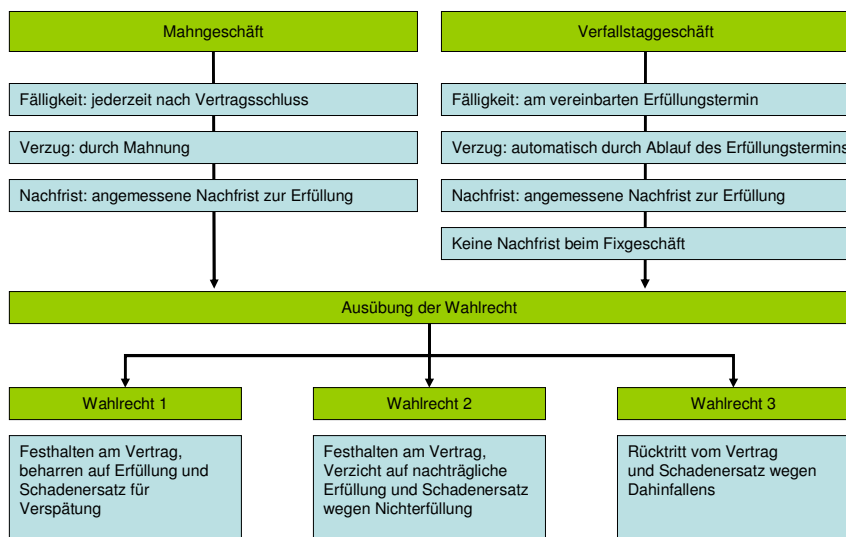 Mahngeschäft
Verfallstaggeschäft
Fälligkeit: jederzeit nach Vertragsschluss
Fälligkeit: am vereinbarten Erfüllungstermin
Verzug: durch Mahnung
Verzug: automatisch durch Ablauf des Erfüllungstermins
Nachfrist: angemessene Nachfrist zur Erfüllung
Nachfrist: angemessene Nachfrist zur Erfüllung
Keine Nachfrist beim Fixgeschäft
Ausübung der Wahlrecht
Wahlrecht 1
Wahlrecht 2
Wahlrecht 3
Festhalten am Vertrag,
beharren auf Erfüllung und
Schadenersatz für
Verspätung
Festhalten am Vertrag,
Verzicht auf nachträgliche
Erfüllung und Schadenersatz
wegen Nichterfüllung
Rücktritt vom Vertrag
und Schadenersatz wegen
Dahinfallens